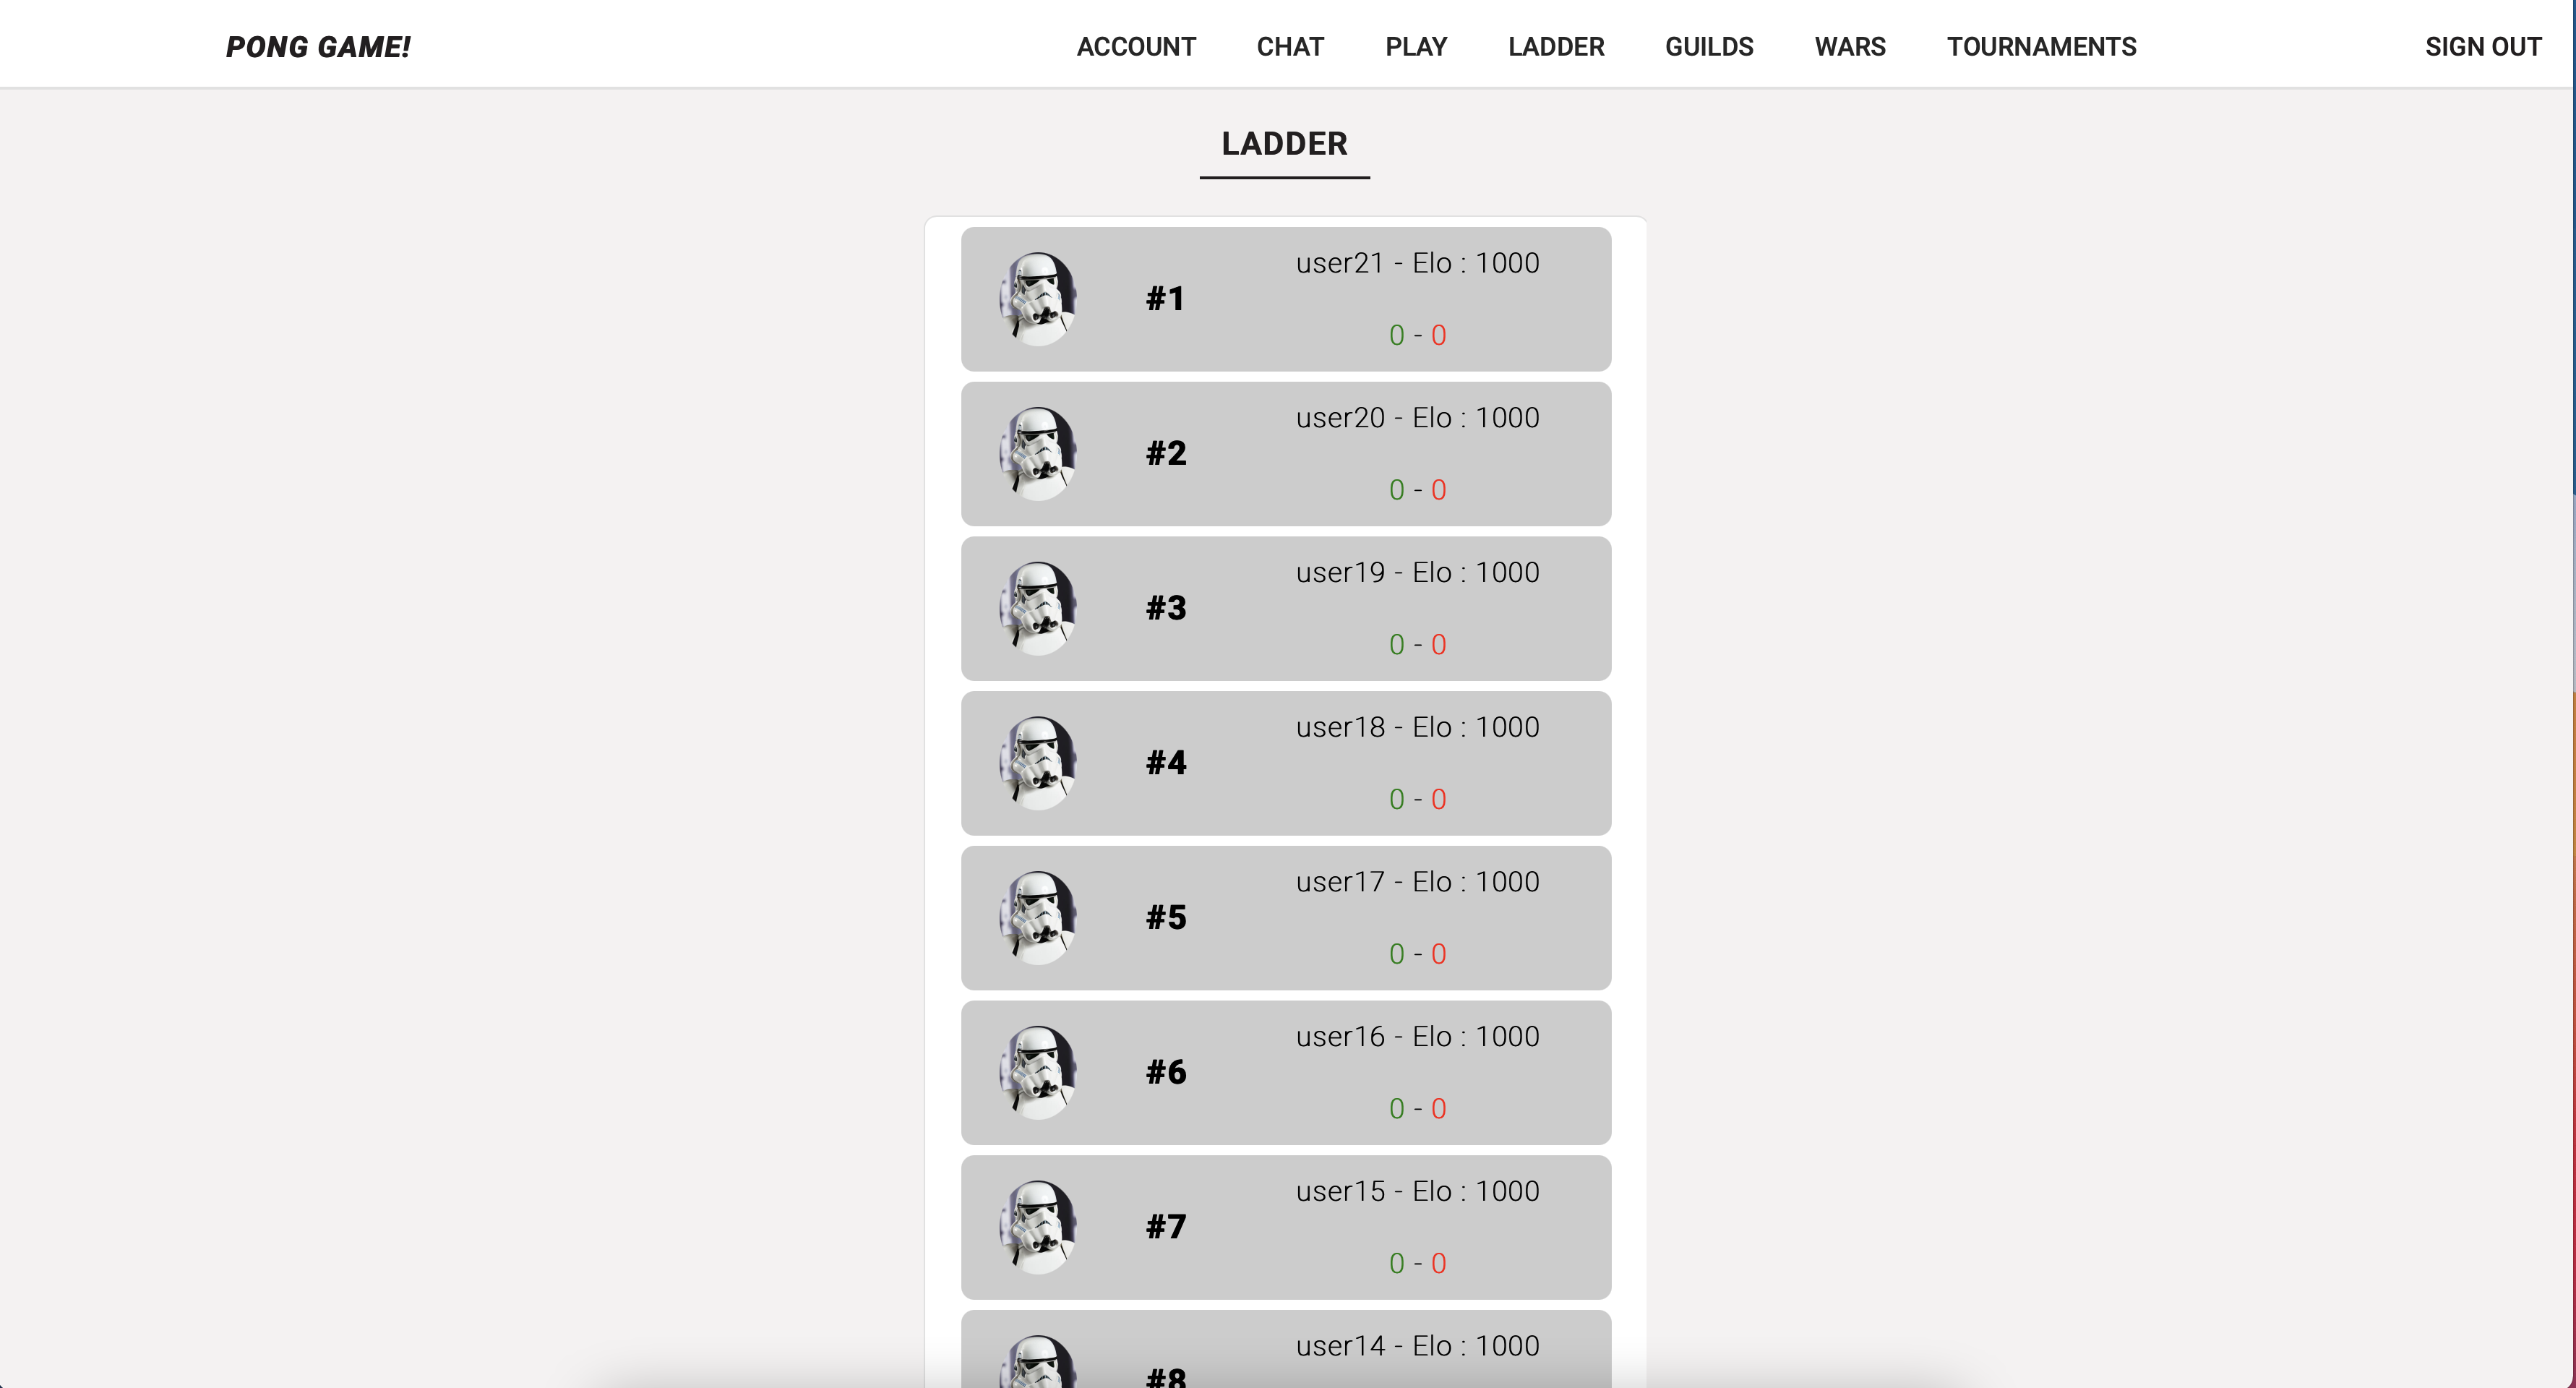 PONG GAME! ACCOUNT CHAT PLAY LADDER GUILDS WARS TOURNAMENTS SIGN OUT
LADDER
#1
user21 - Elo : 1000
0 - 0
#2
user20 - Elo : 1000
0 - 0
#3
user19 - Elo : 1000
0 - 0
#4
user18 - Elo : 1000
0 - 0
#5
user17 - Elo : 1000
0 - 0
#6
user16 - Elo : 1000
0 - 0
#7
user15 - Elo : 1000
0 - 0
#8
user14 - Elo : 1000